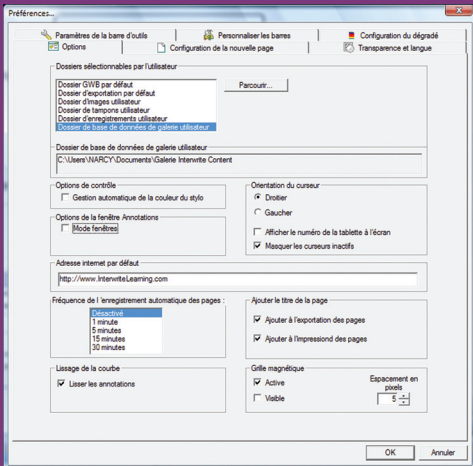 Préférences...
Paramètres de la barre d'outils
Personnaliser les barres
Configuration du dégradé
Options
Configuration de la nouvelle page
Transparence et langue
Dossiers sélectionnables par l'utilisateur
Dossier GWB par défaut
Dossier d'exportation par défaut
Dossier d'images utilisateur
Dossier de tampons utilisateur
Dossier d'enregistrements utilisateur
Dossier de base de données de galerie utilisateur
Parcourir...
Dossier de base de données de galerie utilisateur
C:\Users\NARCY\Documents\Galerie Interwrite Content
Options de contrôle
Gestion automatique de la couleur du stylo
Options de la fenêtre Annotations
Mode fenêtres
Orientation du curseur
Droitier
Gaucher
Afficher le numéro de la tablette à l'écran
Masquer les curseurs inactifs
Adresse internet par défaut
http://www.InterwriteLearning.com
Fréquence de l 'enregistrement automatique des pages :
Désactivé
1 minute
5 minutes
15 minutes
30 minutes
Ajouter le titre de la page
Ajouter à l'exportation des pages
Ajouter à l'impressiond des pages
Lissage de la courbe
Lisser les annotations
Grille magnétique
Active
Visible
Espacement en
pixels
5
OK
Annuler